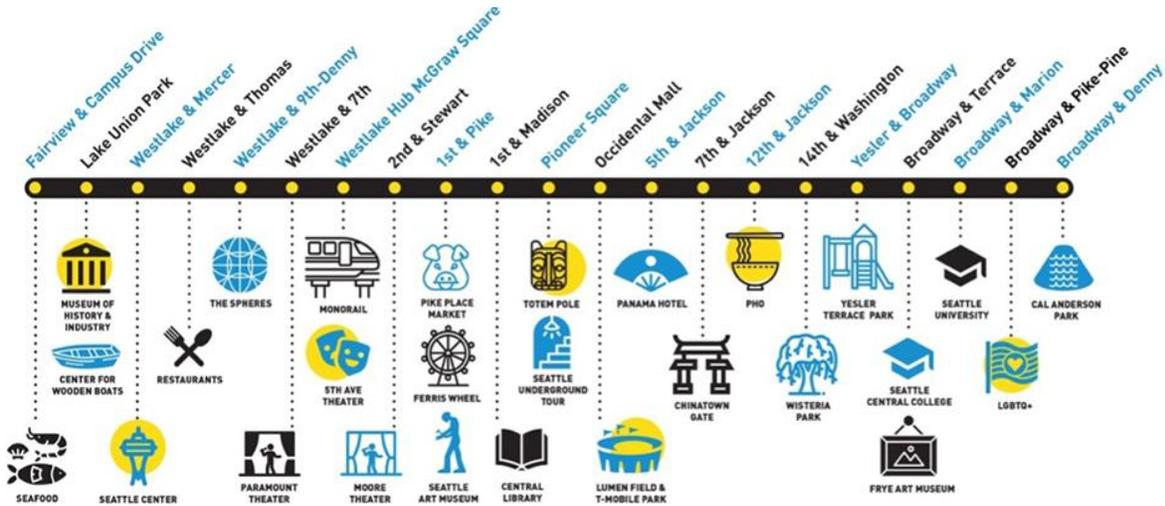 Fairview & Campus Drive
Lake Union Park
Westlake & Mercer
Westlake & Thomas
Westlake & 9th-Denny
Westlake & 7th
Westlake Hub McGraw Square
2nd & Stewart
1st & Pike
1st & Madison
Pioneer Square
Occidental Mall
5th & Jackson
7th & Jackson
12th & Jackson
14th & Washington
Yesler & Broadway
Broadway & Terrace
Broadway & Marion
Broadway & Pike-Pine
Broadway & Denny
MUSEUM OF
HISTORY &
INDUSTRY
THE SPHERES
MONORAIL
PIKE PLACE
MARKET
TOTEM POLE
PANAMA HOTEL
PHO
YESLER
TERRACE PARK
SEATTLE
UNIVERSITY
CAL ANDERSON
PARK
CENTER FOR
WOODEN BOATS
RESTAURANTS
5TH AVE
THEATER
FERRIS WHEEL
SEATTLE
UNDERGROUND
TOUR
CHINATOWN
GATE
WISTERIA
PARK
SEATTLE
CENTRAL COLLEGE
LGBTQ+
SEAFOOD
SEATTLE CENTER
PARAMOUNT
THEATER
MOORE
THEATER
SEATTLE
ART MUSEUM
CENTRAL
LIBRARY
LUMEN FIELD &
T-MOBILE PARK
FRYE ART MUSEUM